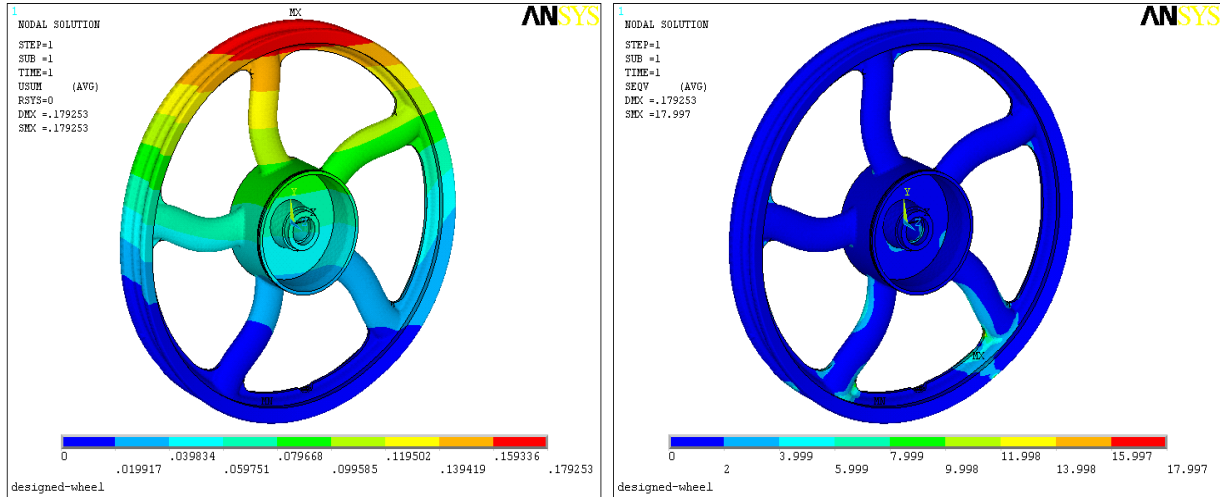 1
NODAL SOLUTION
STEP=1
SUB =1
TIME=1
USUM (AVG)
RSYS=0
DMX =.179253
SMX =.179253
ANSYS
MX
Y
Z
MN
0 .039834 .079668 .119502 .159336
.019917 .059751 .099585 .139419 .179253
designed-wheel
1
NODAL SOLUTION
STEP=1
SUB =1
TIME=1
SEQV (AVG)
DMX =.179253
SMX =17.997
ANSYS
Y
Z
MX
MN
0 3.999 7.999 11.998 15.997
2 5.999 9.998 13.998 17.997
designed-wheel